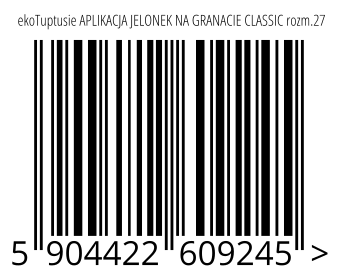 ekoTuptusie APLIKACJA JELONEK NA GRANACIE CLASSIC rozm.27
5 904422 609245 >